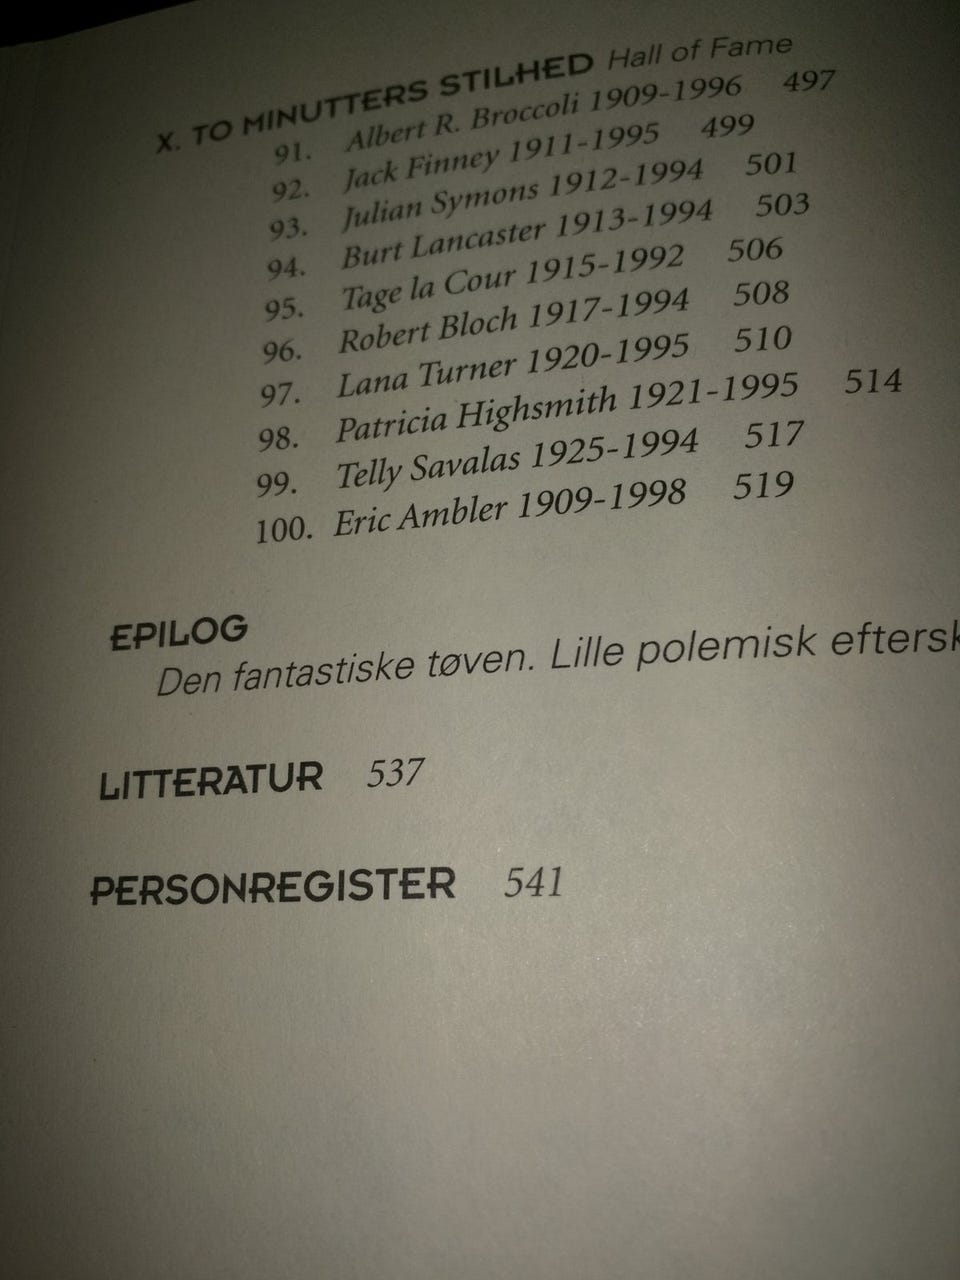 X. TO MINUTTERS STILHED Hall of Fame
91. Albert R. Broccoli 1909-1996 497
92. Jack Finney 1911-1995 499
93. Julian Symons 1912-1994 501
94. Burt Lancaster 1913-1994 503
95. Tage la Cour 1915-1992 506
96. Robert Bloch 1917-1994 508
97. Lana Turner 1920-1995 510
98. Patricia Highsmith 1921-1995 514
99. Telly Savalas 1925-1994 517
100. Eric Ambler 1909-1998 519
EPILOG
Den fantastiske tøven. Lille polemisk eftersk
LITTERATUR 537
PERSONREGISTER 541